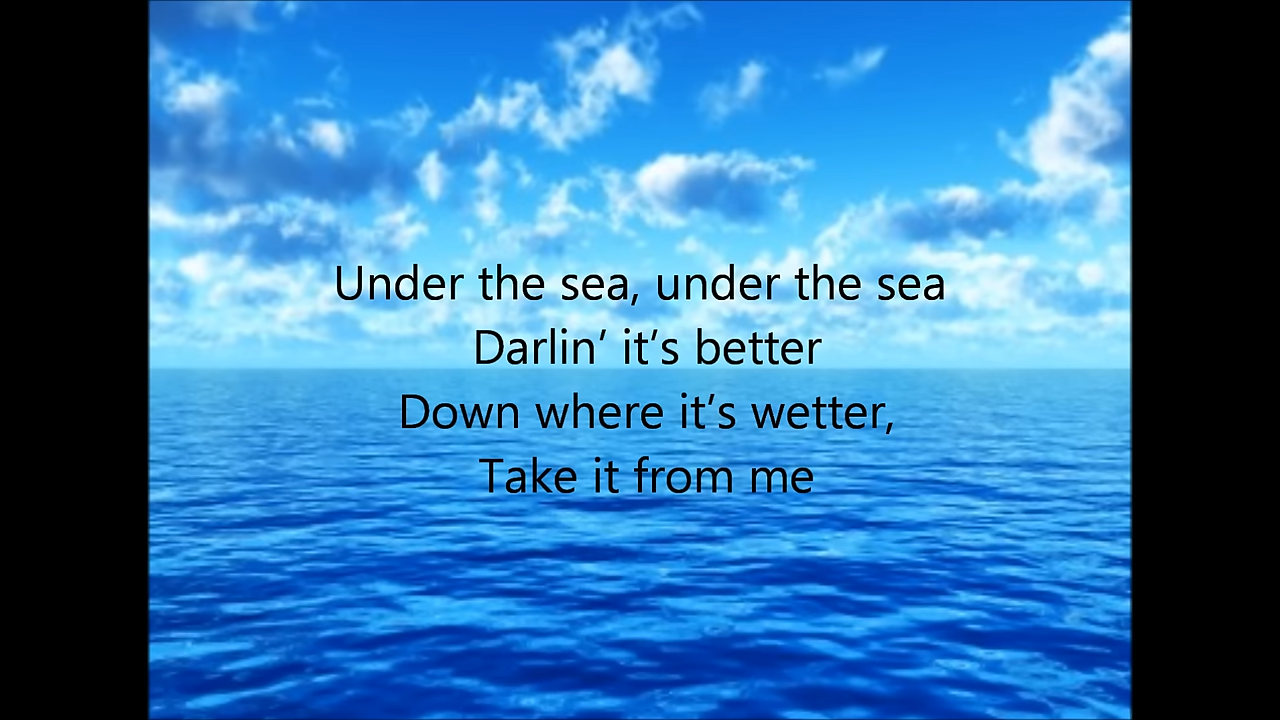 Under the sea, under the sea
Darlin’ it’s better
Down where it’s wetter,
Take it from me